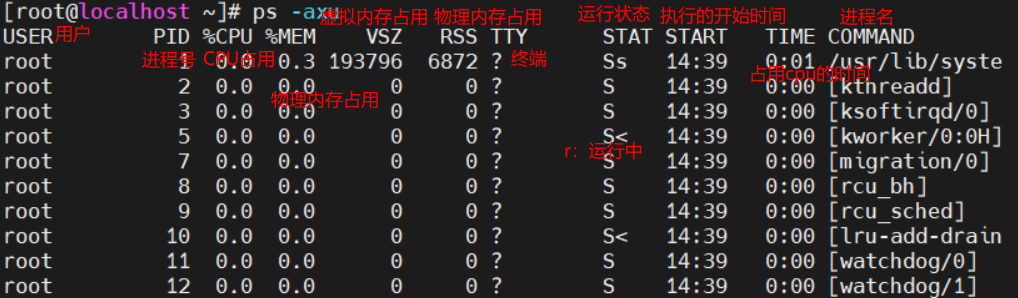 [root@localhost ~]# ps -axu 虚拟内存占用 物理内存占用 运行状态 执行的开始时间 进程名
USER 用户 PID %CPU %MEM VSZ RSS TTY STAT START TIME COMMAND
root 进程号 1 CPU占用 0.0 0.3 193796 6872 ? 终端 Ss 14:39 0:01 /usr/lib/syste
占用cpu的时间
root 2 0.0 0.0 0 0 ? S 14:39 0:00 [kthreadd]
物理内存占用
root 3 0.0 0.0 0 0 ? S 14:39 0:00 [ksoftirqd/0]
root 5 0.0 0.0 0 0 ? S< 14:39 0:00 [kworker/0:0H]
r：运行中
root 7 0.0 0.0 0 0 ? S 14:39 0:00 [migration/0]
root 8 0.0 0.0 0 0 ? S 14:39 0:00 [rcu_bh]
root 9 0.0 0.0 0 0 ? S 14:39 0:00 [rcu_sched]
root 10 0.0 0.0 0 0 ? S< 14:39 0:00 [lru-add-drain
root 11 0.0 0.0 0 0 ? S 14:39 0:00 [watchdog/0]
root 12 0.0 0.0 0 0 ? S 14:39 0:00 [watchdog/1]